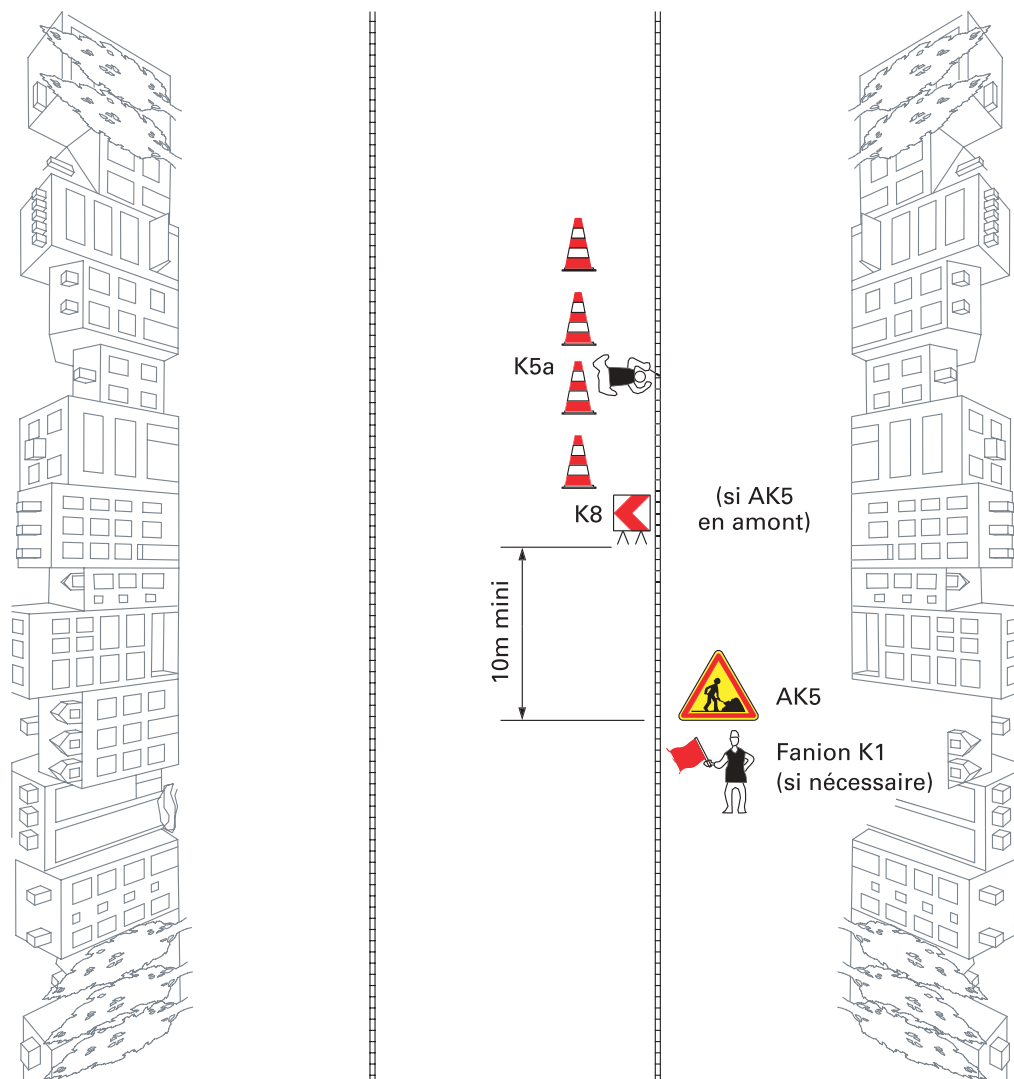 K5a
K8
(si AK5
en amont)
10m mini
AK5
Fanion K1
(si nécessaire)